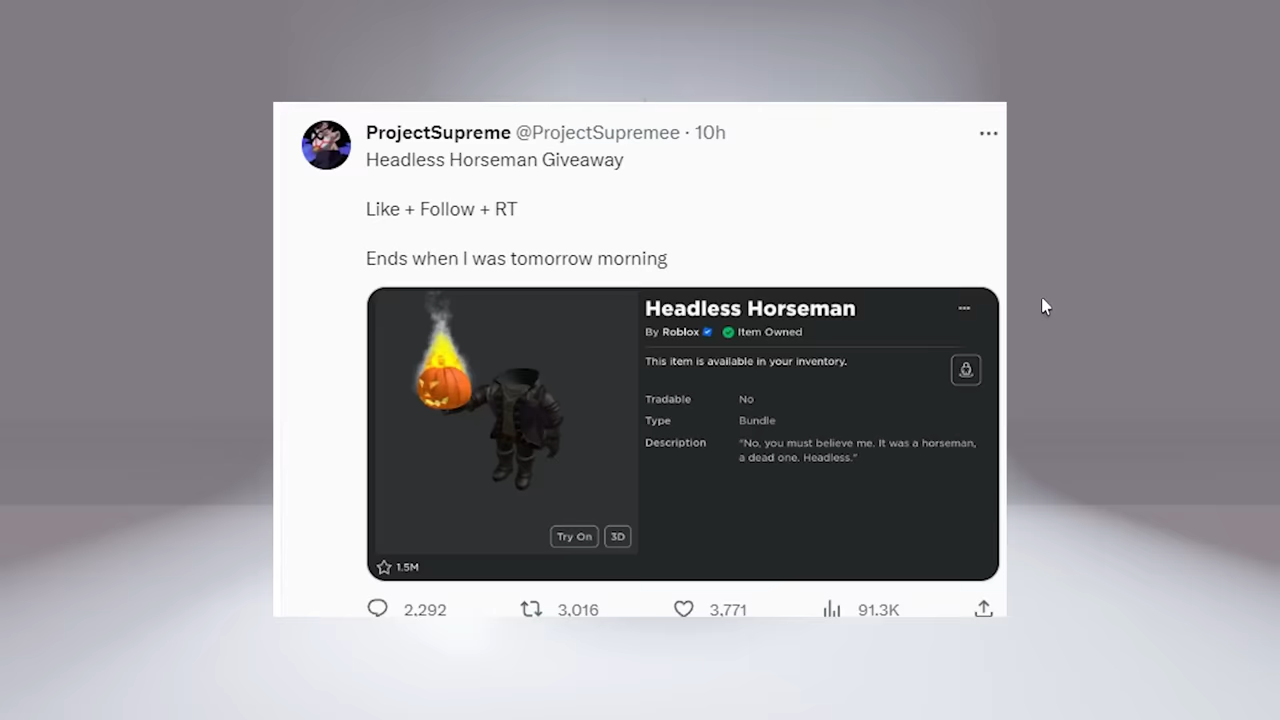 ProjectSupreme @ProjectSupremee · 10h
Headless Horseman Giveaway
Like + Follow + RT
Ends when I was tomorrow morning
Headless Horseman
By Roblox Item Owned
This item is available in your inventory.
Tradable No
Type Bundle
Description "No, you must believe me. It was a horseman,
a dead one. Headless."
Try On 3D
1.5M
2,292 3,016 3,771 91.3K